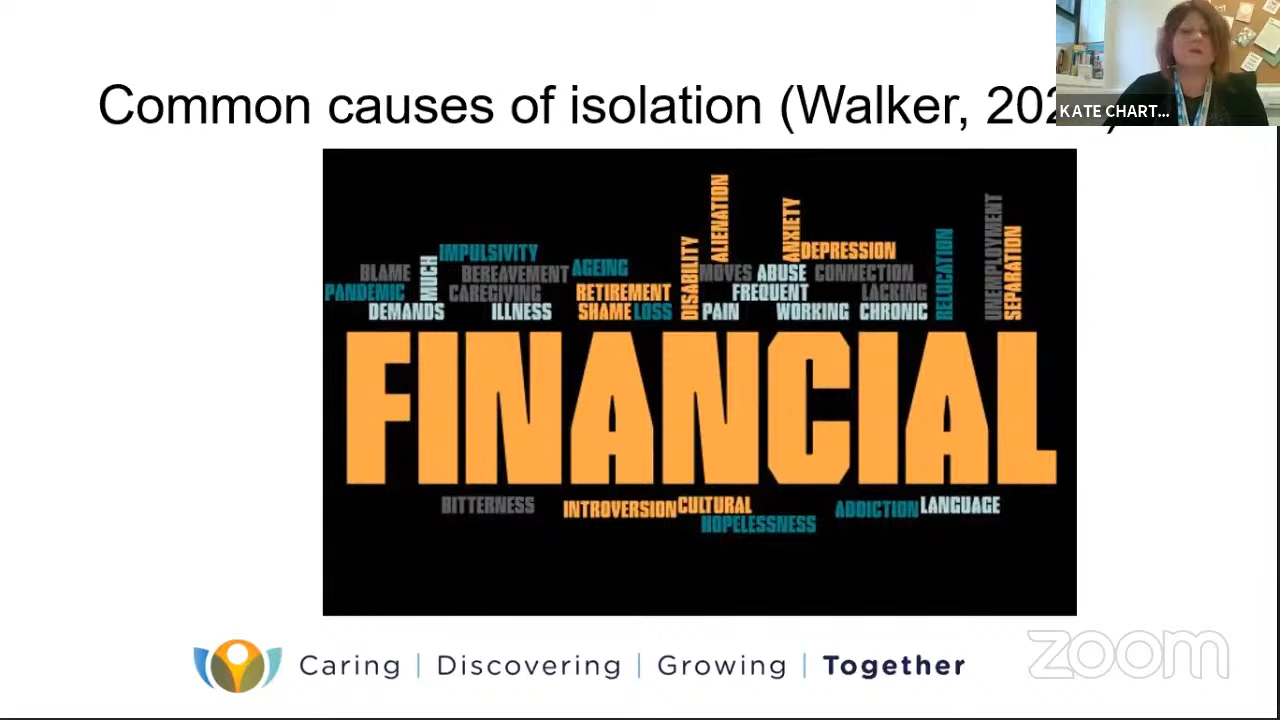 Common causes of isolation (Walker,
KATE CHART...
ALIENATION
ANXIETY
UNEMPLOYMENT
DISABILITY
IMPULSIVITY
DEPRESSION
MUCH
RELOCATION
SEPARATION
BLAME
BEREAVEMENT
AGEING
MOVES
ABUSE
CONNECTION
PANDEMIC
CAREGIVING
RETIREMENT
FREQUENT
LACKING
DEMANDS
ILLNESS
SHAME
LOSS
PAIN
WORKING
CHRONIC
FINANCIAL
BITTERNESS
INTROVERSION
CULTURAL
ADDICTION
LANGUAGE
HOPELESSNESS
Caring | Discovering | Growing | Together
zoom